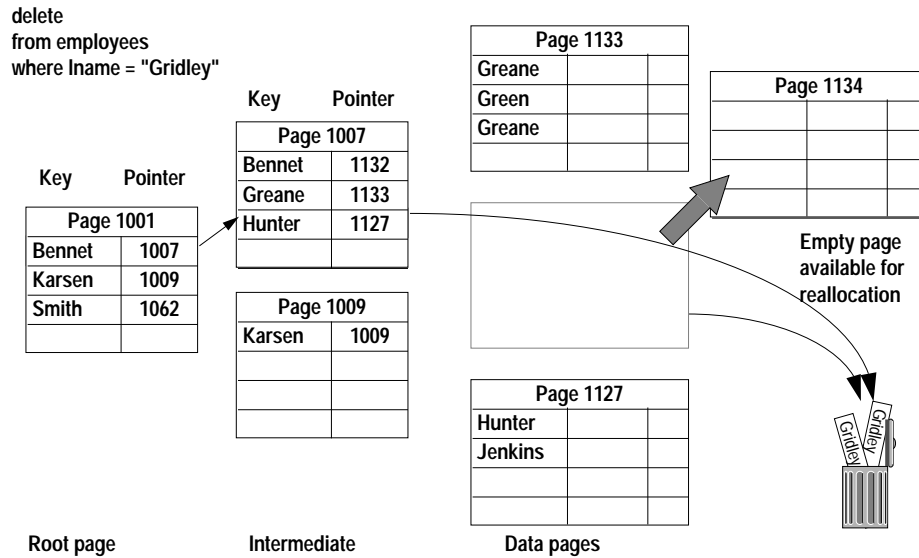 delete
from employees
where lname = "Gridley"
Key Pointer
Page 1001
Bennet 1007
Karsen 1009
Smith 1062
Key Pointer
Page 1007
Bennet 1132
Greane 1133
Hunter 1127
Page 1009
Karsen 1009
Page 1133
Greane
Green
Greane
Page 1134
Empty page
available for
reallocation
Page 1127
Hunter
Jenkins
Gridley
Gridley
Root page
Intermediate
Data pages